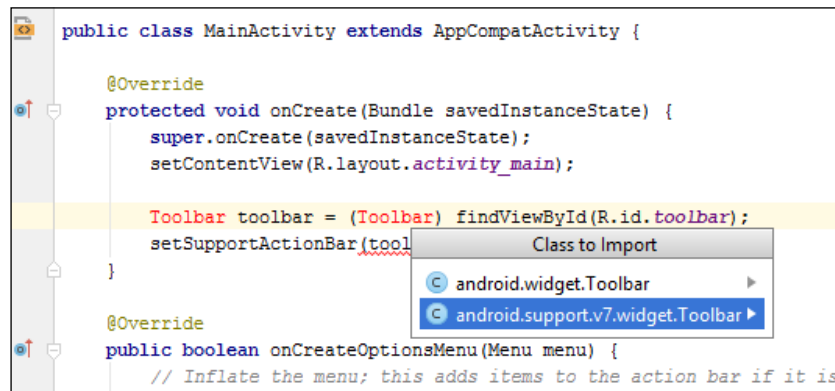 public class MainActivity extends AppCompatActivity {
@Override
protected void onCreate(Bundle savedInstanceState) {
super.onCreate(savedInstanceState);
setContentView(R.layout.activity_main);
Toolbar toolbar = (Toolbar) findViewById(R.id.toolbar);
setSupportActionBar(tool
Class to Import
android.widget.Toolbar
android.support.v7.widget.Toolbar
}
@Override
public boolean onCreateOptionsMenu(Menu menu) {
// Inflate the menu; this adds items to the action bar if it is